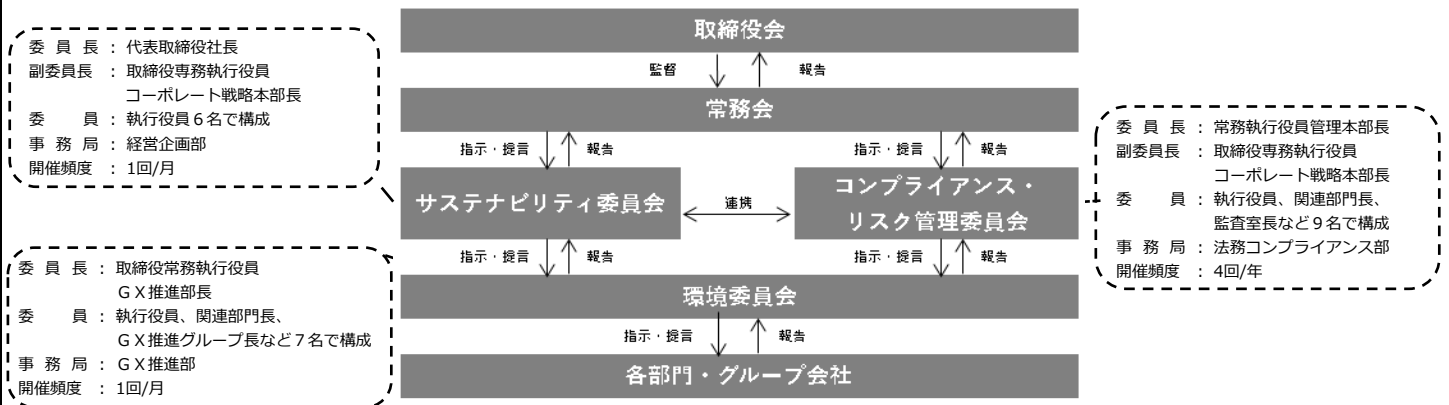 取締役会
監督
報告
常務会
指示・提言
報告
指示・提言
報告
サステナビリティ委員会
連携
コンプライアンス・
リスク管理委員会
指示・提言
報告
指示・提言
報告
環境委員会
指示・提言
報告
各部門・グループ会社
委員長 : 代表取締役社長
副委員長 : 取締役専務執行役員
コーポレート戦略本部長
委員 : 執行役員6名で構成
事務局 : 経営企画部
開催頻度 : 1回/月
委員長 : 取締役常務執行役員
GX推進部長
委員 : 執行役員、関連部門長、
GX推進グループ長など7名で構成
事務局 : GX推進部
開催頻度 : 1回/月
委員長 : 常務執行役員管理本部長
副委員長 : 取締役専務執行役員
コーポレート戦略本部長
委員 : 執行役員、関連部門長、
監査室長など9名で構成
事務局 : 法務コンプライアンス部
開催頻度 : 4回/年